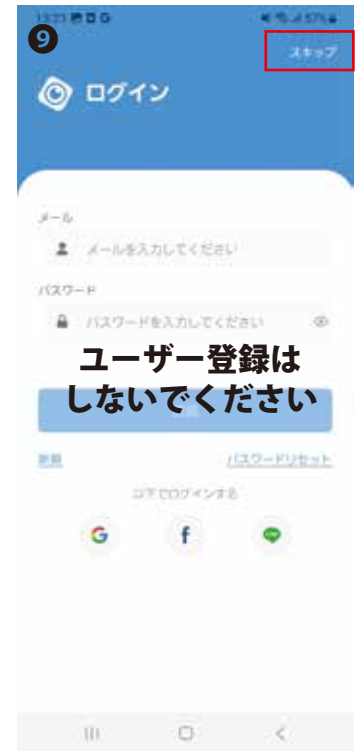 13:23
57%
❾
スキップ
ログイン
メール
メールを入力してください
パスワード
パスワードを入力してください
ユーザー登録は
しないでください
新規
パスワードリセット
以下でログインする
G
f